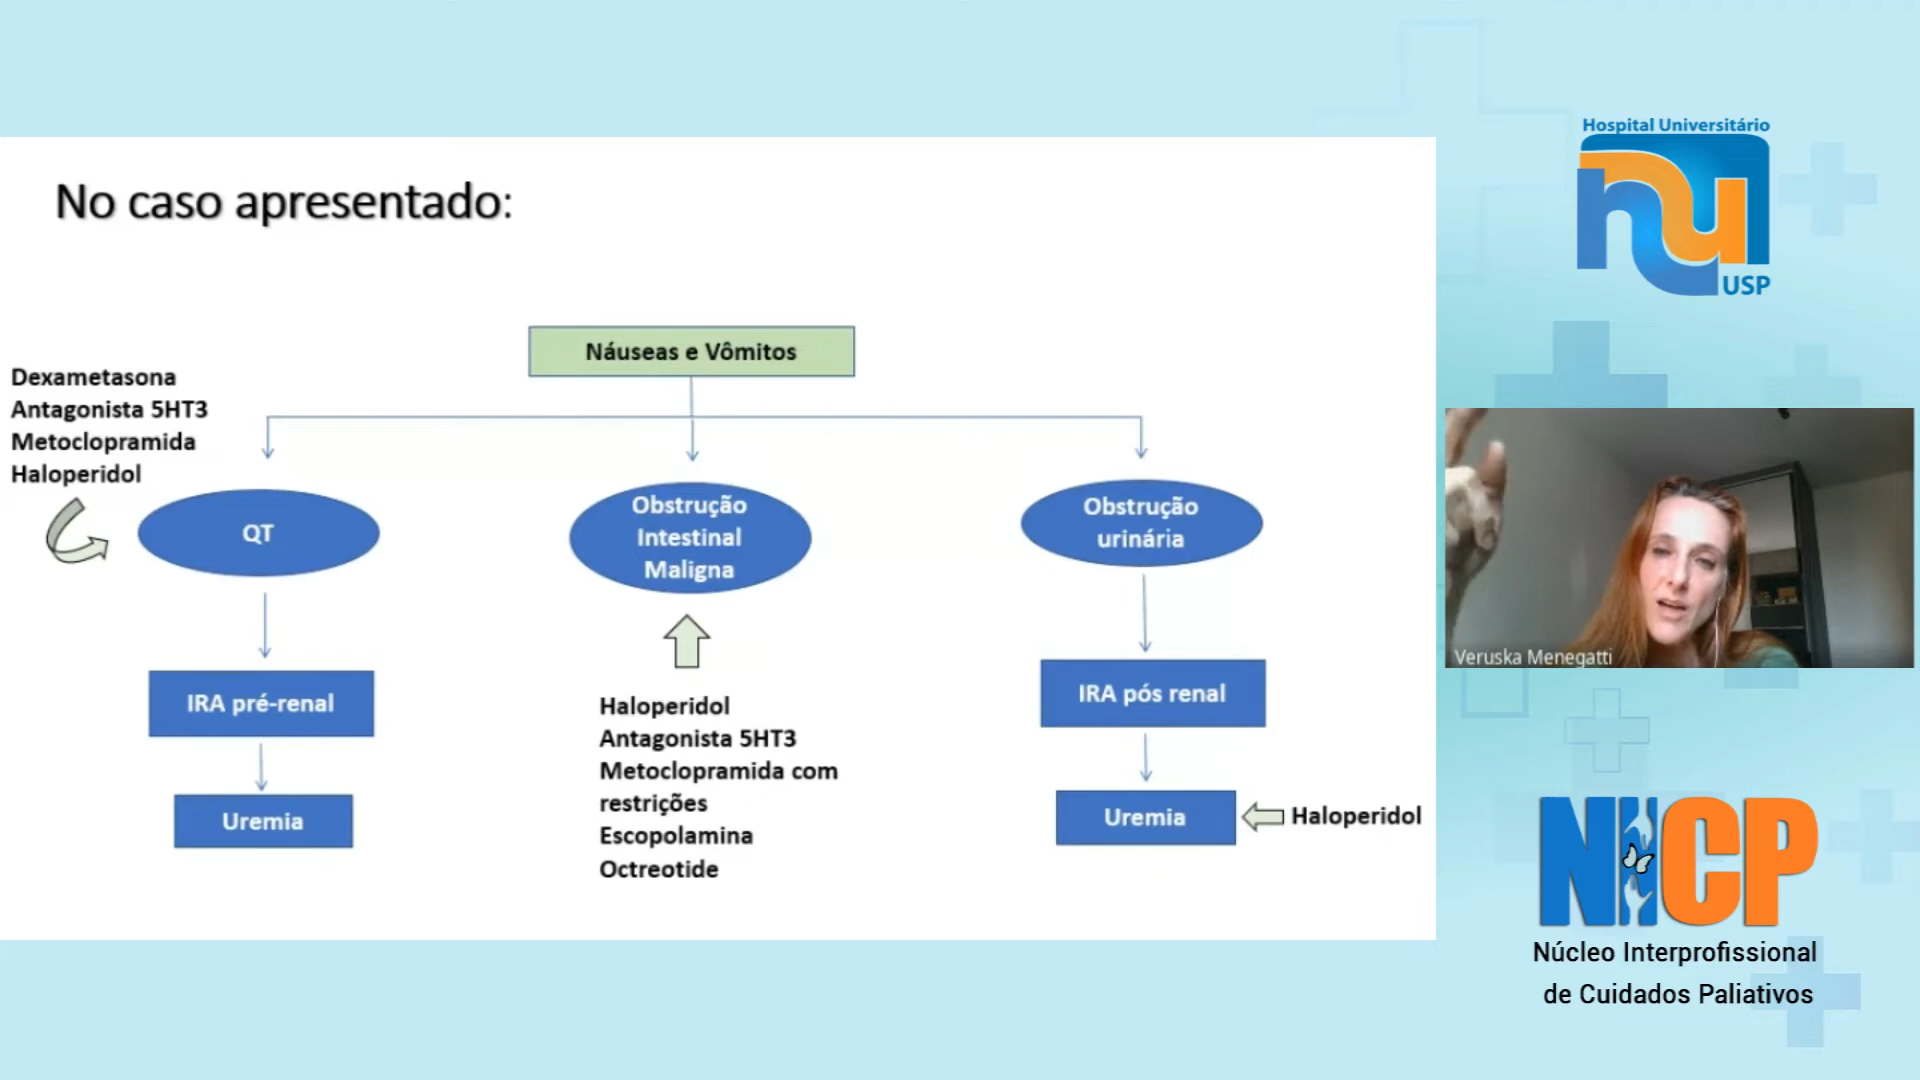 No caso apresentado:
Náuseas e Vômitos
Dexametasona
Antagonista 5HT3
Metoclopramida
Haloperidol
QT
Obstrução
Intestinal
Maligna
Obstrução
urinária
IRA pré-renal
Uremia
Haloperidol
Antagonista 5HT3
Metoclopramida com
restrições
Escopolamina
Octreotide
IRA pós renal
Uremia
Haloperidol
Hospital Universitário
hu
USP
Veruska Menegatti
NICP
Núcleo Interprofissional
de Cuidados Paliativos